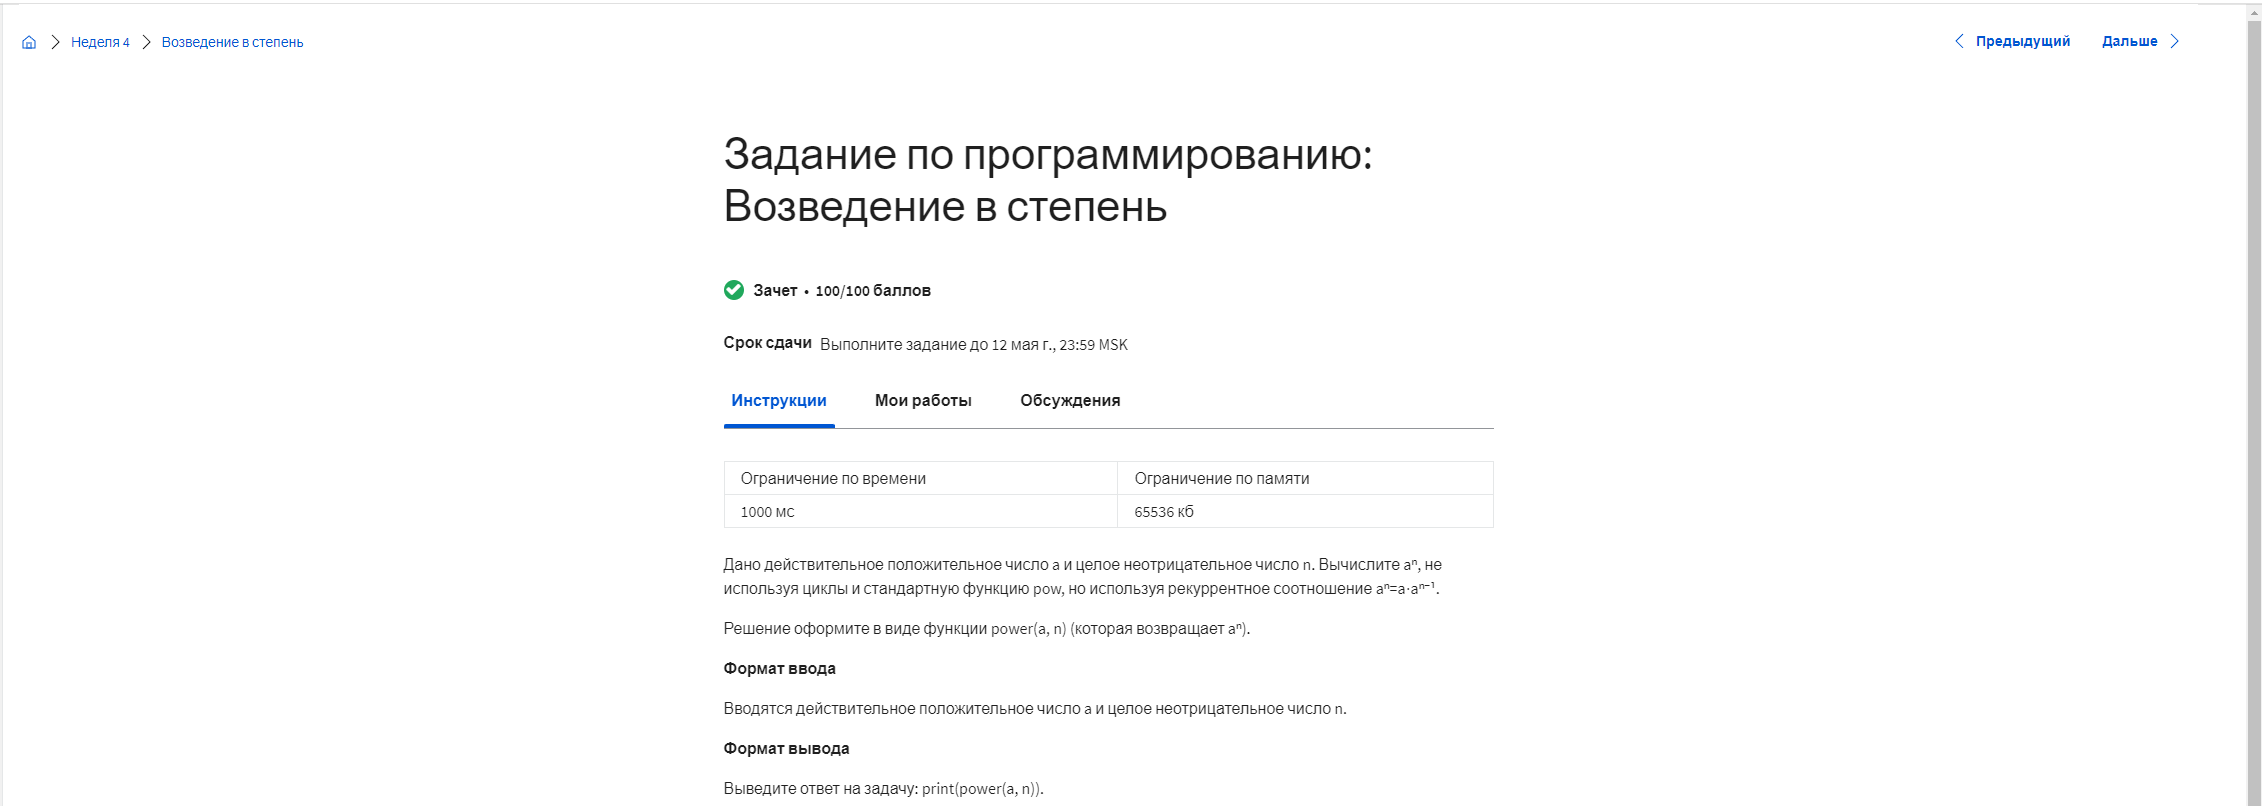 Неделя 4 Возведение в степень Предыдущий Дальше
Задание по программированию:
Возведение в степень
Зачет • 100/100 баллов
Срок сдачи Выполните задание до 12 мая г., 23:59 MSK
Инструкции Мои работы Обсуждения
Ограничение по времени Ограничение по памяти
1000 мс 65536 кб
Дано действительное положительное число a и целое неотрицательное число n. Вычислите aⁿ, не
используя циклы и стандартную функцию pow, но используя рекуррентное соотношение aⁿ=a·aⁿ⁻¹.
Решение оформите в виде функции power(a, n) (которая возвращает aⁿ).
Формат ввода
Вводятся действительное положительное число a и целое неотрицательное число n.
Формат вывода
Выведите ответ на задачу: print(power(a, n)).